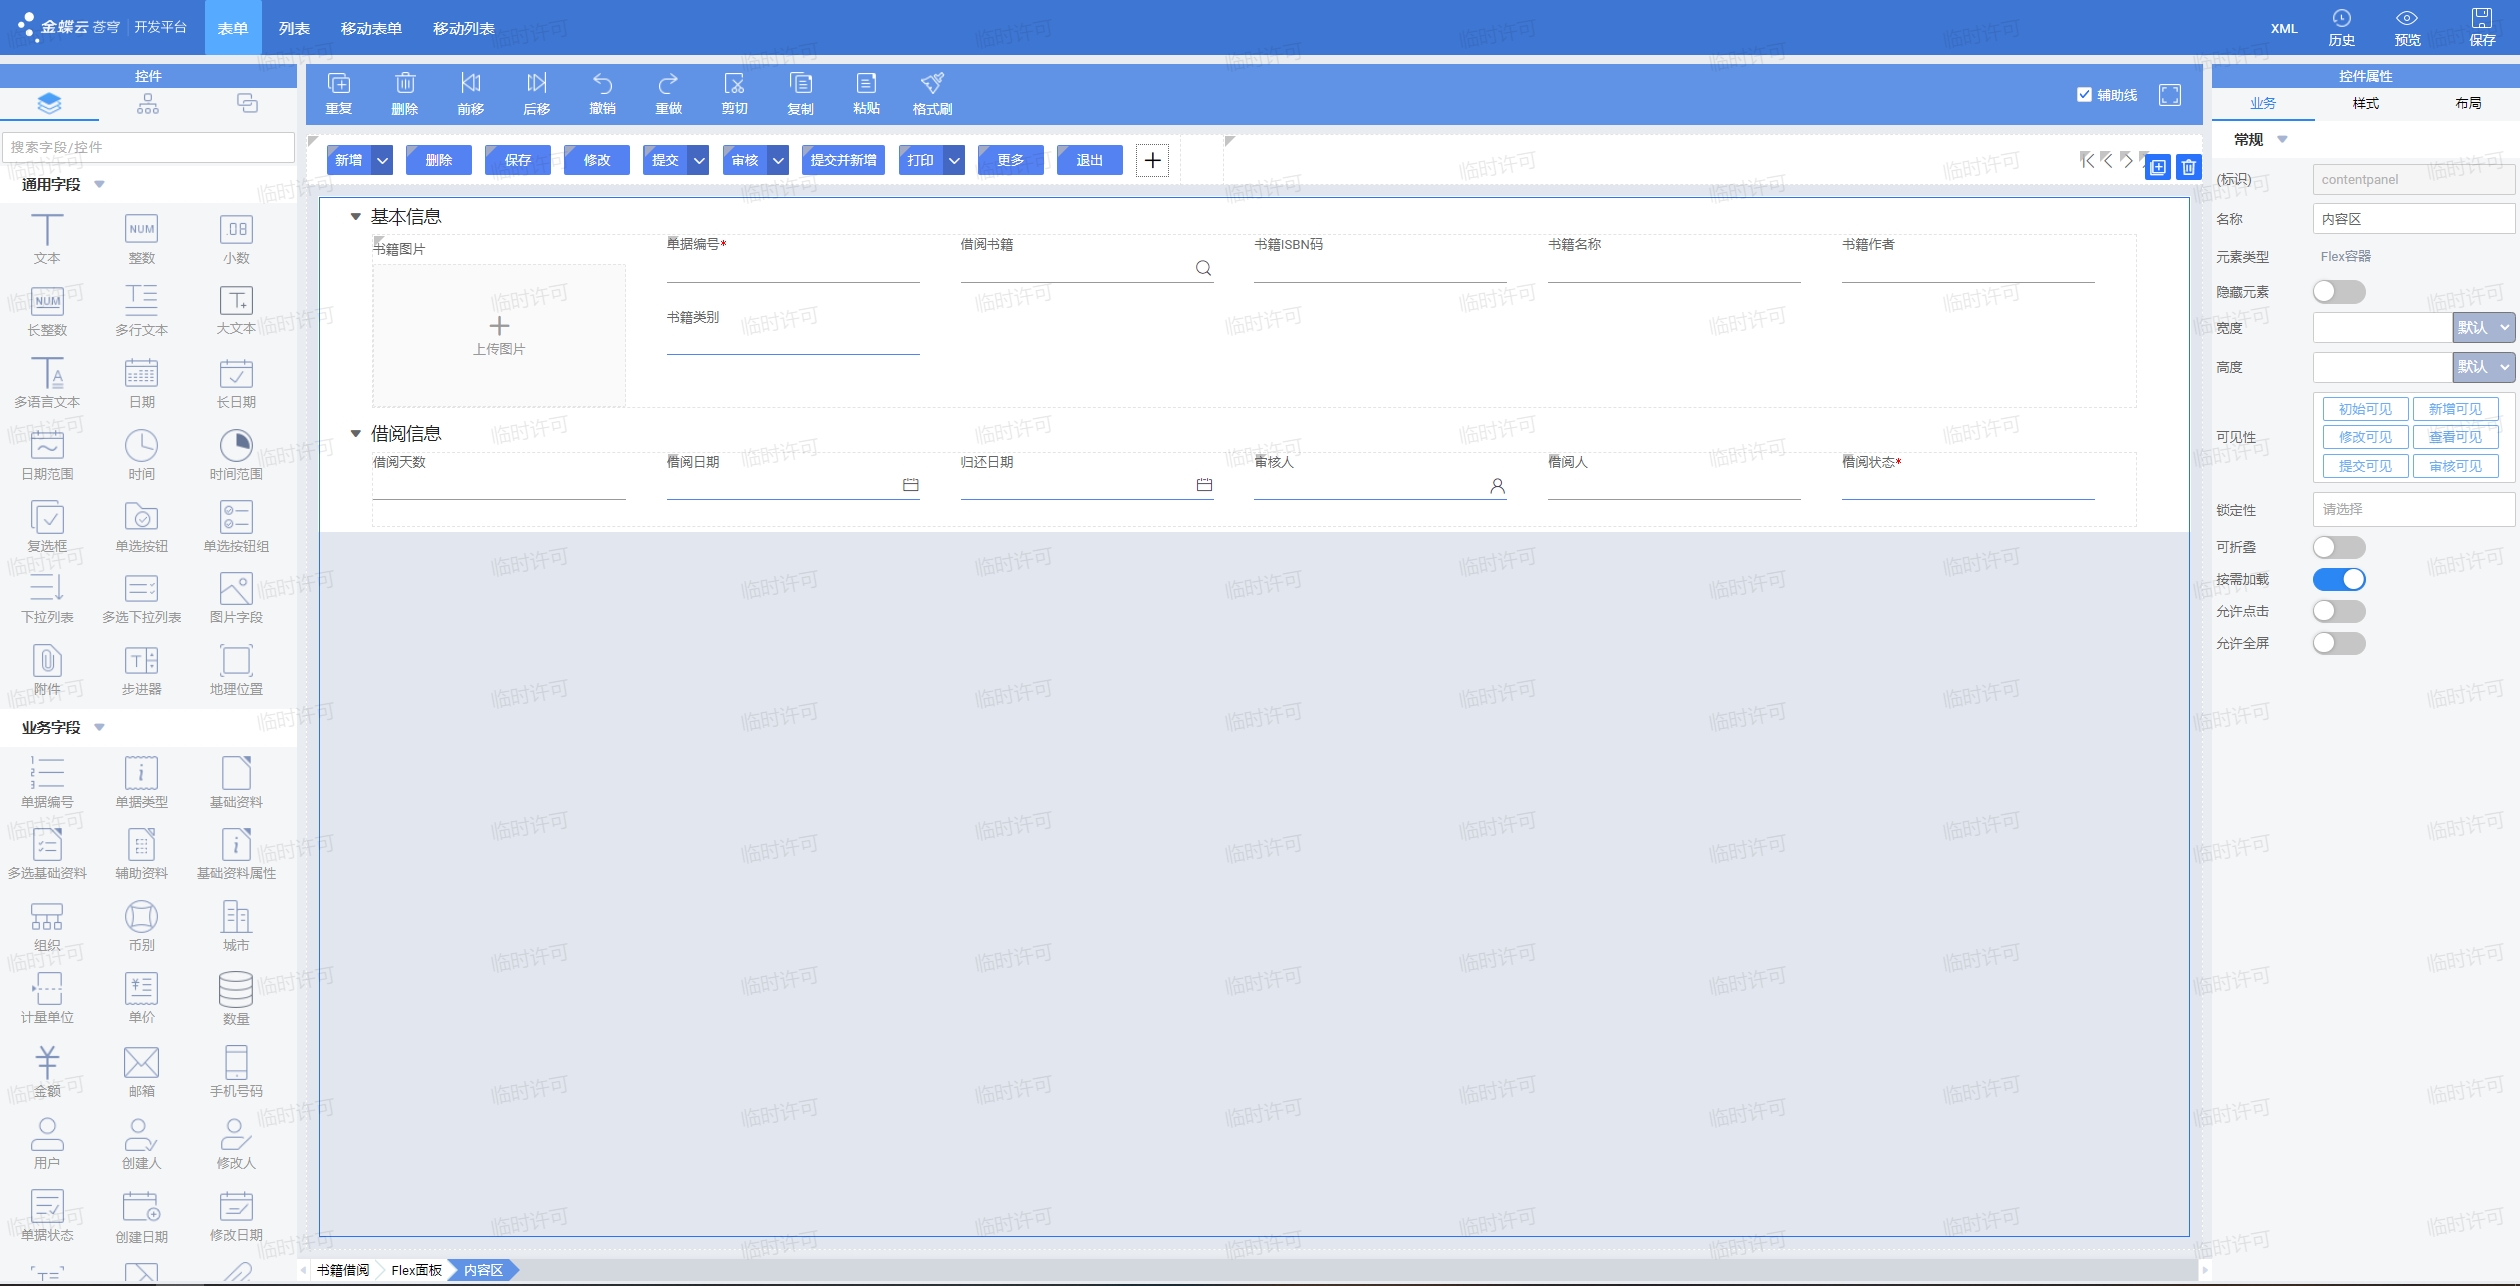 金蝶云 苍穹 开发平台 表单 列表 移动表单 移动列表 XML 历史 预览 保存
控件
搜索字段/控件
通用字段
文本 整数 小数
长整数 多行文本 大文本
多语言文本 日期 长日期
日期范围 时间 时间范围
复选框 单选按钮 单选按钮组
下拉列表 多选下拉列表 图片字段
附件 步进器 地理位置
业务字段
单据编号 单据类型 基础资料
多选基础资料 辅助资料 基础资料属性
组织 币别 城市
计量单位 单价 数量
金额 邮箱 手机号码
用户 创建人 修改人
单据状态 创建日期 修改日期
重复 删除 前移 后移 撤销 重做 剪切 复制 粘贴 格式刷 辅助线
新增 删除 保存 修改 提交 审核 提交并新增 打印 更多 退出
基本信息
书籍图片 单据编号* 借阅书籍 书籍ISBN码 书籍名称 书籍作者
上传图片
书籍类别
借阅信息
借阅天数 借阅日期 归还日期 审核人 借阅人 借阅状态*
书籍借阅 Flex面板 内容区
控件属性
业务 样式 布局
常规
(标识) contentpanel
名称 内容区
元素类型 Flex容器
隐藏元素
宽度 默认
高度 默认
可见性
初始可见 新增可见
修改可见 查看可见
提交可见 审核可见
锁定性 请选择
可折叠
按需加载
允许点击
允许全屏
临时许可